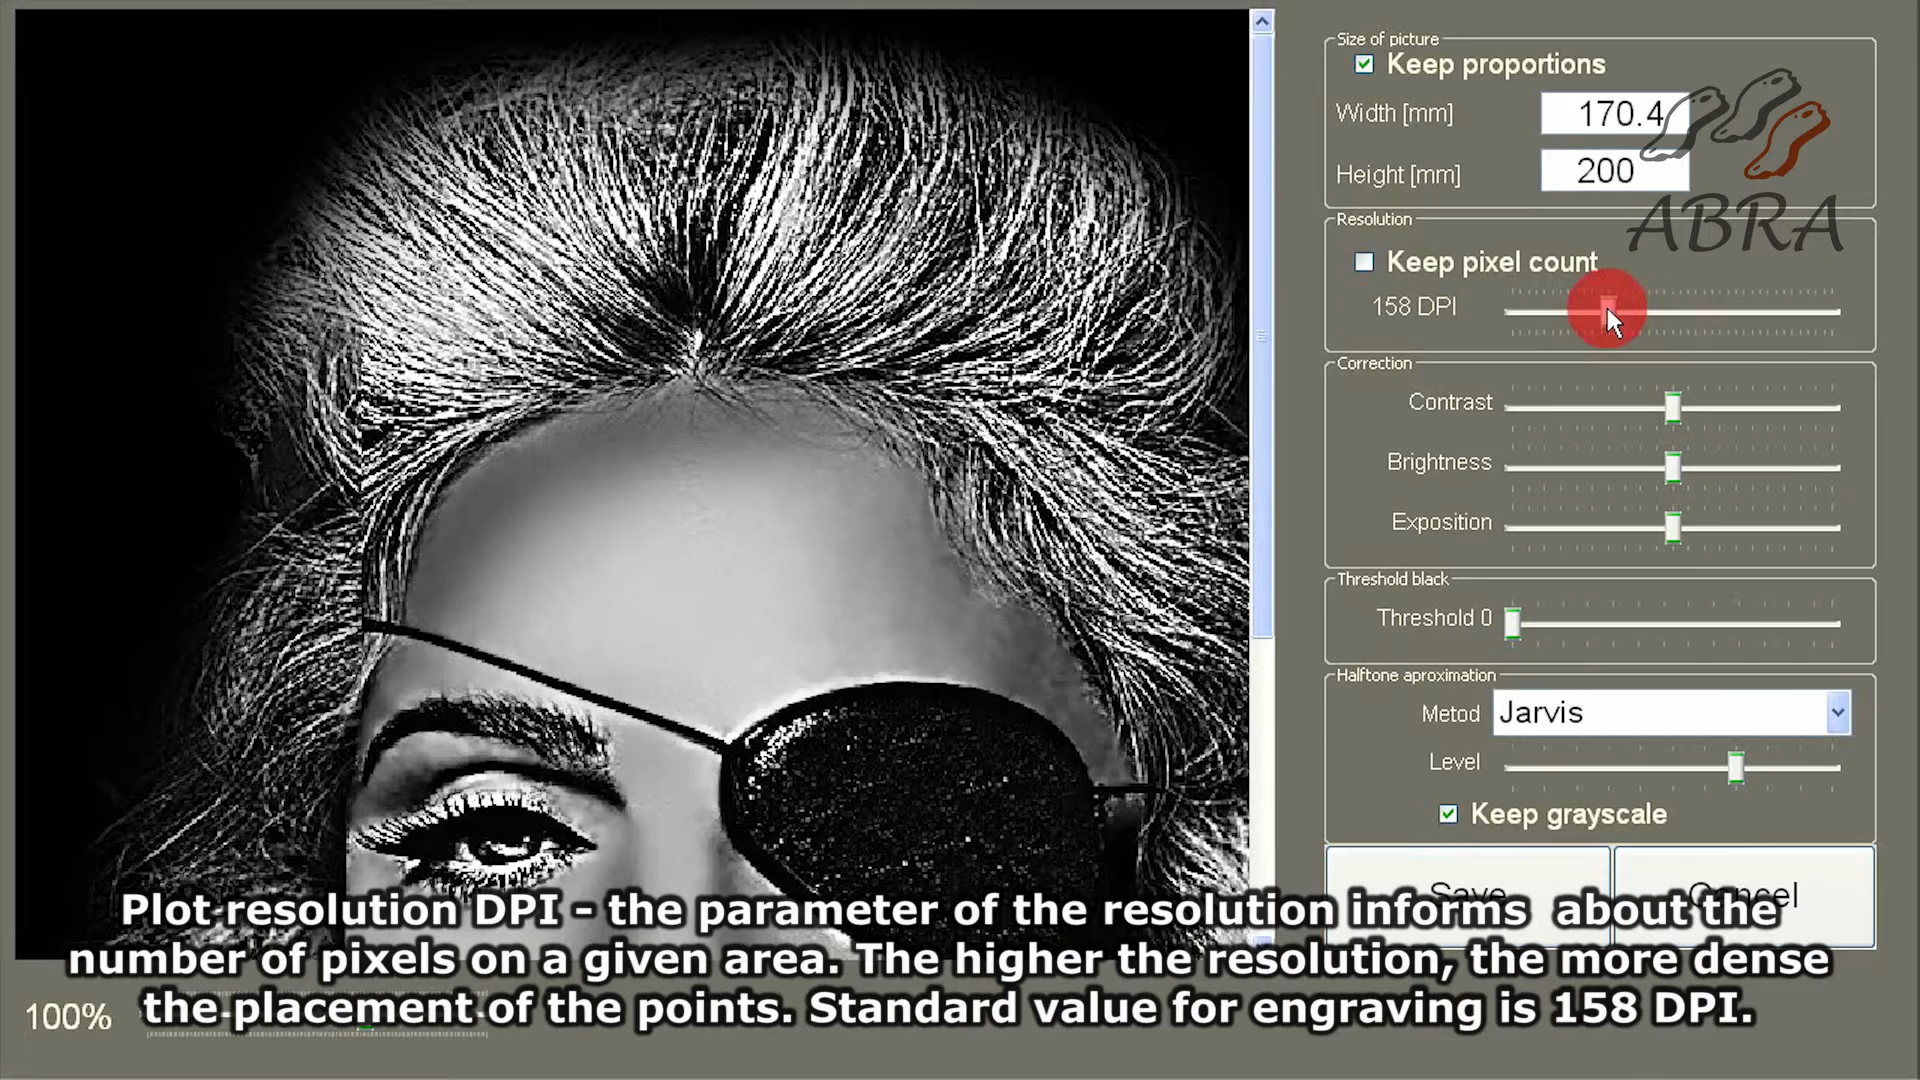 Size of picture
Keep proportions
Width [mm] 170.4
Height [mm] 200
ABRA
Resolution
Keep pixel count
158 DPI
Correction
Contrast
Brightness
Exposition
Threshold black
Threshold 0
Halftone aproximation
Metod Jarvis
Level
Keep grayscale
Save Cancel
Plot resolution DPI - the parameter of the resolution informs about the
number of pixels on a given area. The higher the resolution, the more dense
the placement of the points. Standard value for engraving is 158 DPI.
100%